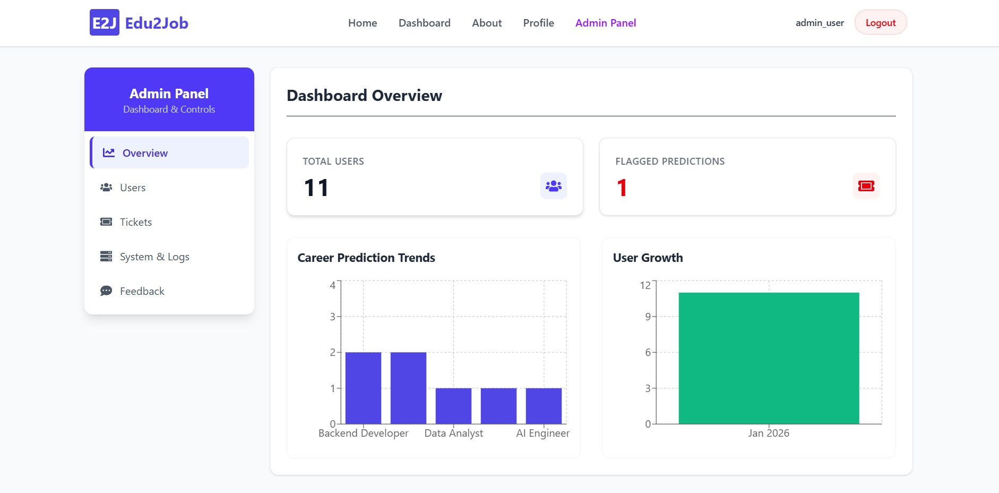 E2J Edu2Job
Home Dashboard About Profile Admin Panel
admin_user Logout
Admin Panel
Dashboard & Controls
Overview
Users
Tickets
System & Logs
Feedback
Dashboard Overview
TOTAL USERS
11
FLAGGED PREDICTIONS
1
Career Prediction Trends
4
3
2
1
0
Backend Developer Data Analyst AI Engineer
User Growth
12
9
6
3
0
Jan 2026